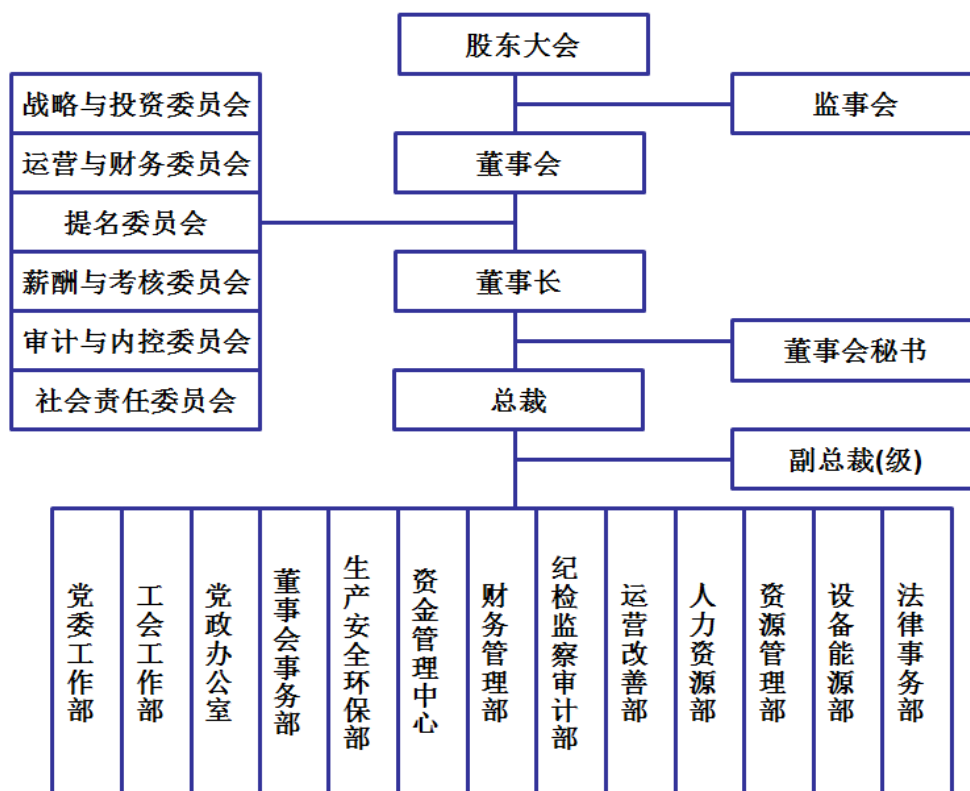 股东大会
监事会
战略与投资委员会
运营与财务委员会
提名委员会
薪酬与考核委员会
审计与内控委员会
社会责任委员会
董事会
董事长
董事会秘书
总裁
副总裁(级)
党委工作部
工会工作部
党政办公室
董事会事务部
生产安全环保部
资金管理中心
财务管理部
纪检监察审计部
运营改善部
人力资源部
资源管理部
设备能源部
法律事务部